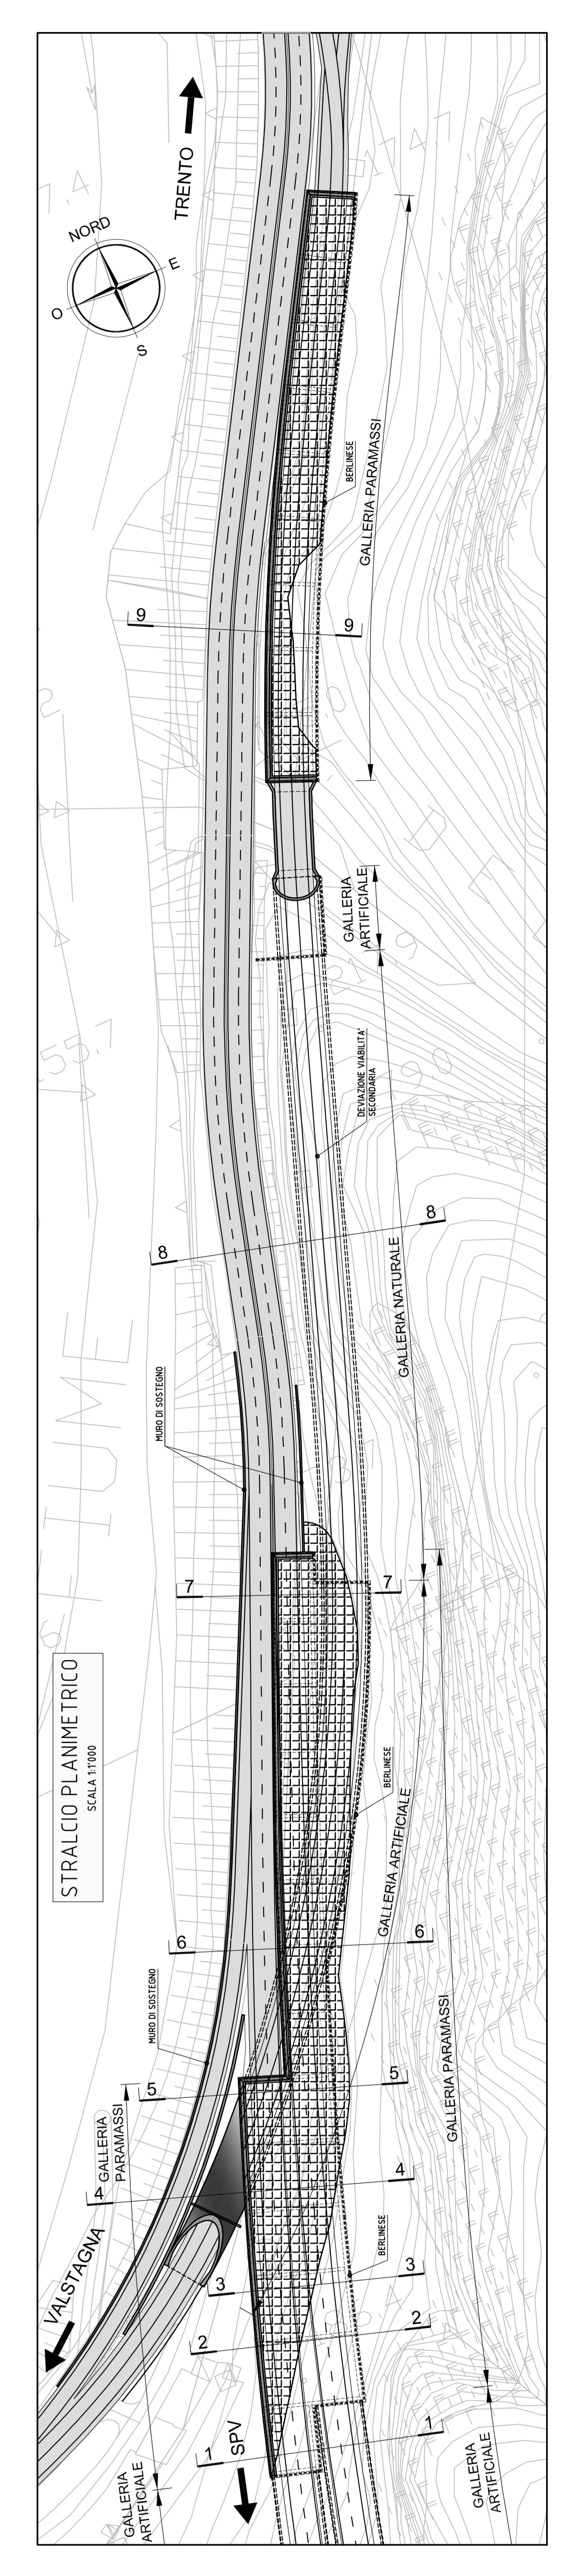 TRENTO
NORD
E
O
S
BERLINESE
GALLERIA PARAMASSI
9
9
GALLERIA
ARTIFICIALE
DEVIAZIONE VIABILITA'
SECONDARIA
8
8
GALLERIA NATURALE
MURO DI SOSTEGNO
7
7
STRALCIO PLANIMETRICO
SCALA 1:1'000
BERLINESE
GALLERIA ARTIFICIALE
6
6
MURO DI SOSTEGNO
GALLERIA PARAMASSI
5
5
GALLERIA
PARAMASSI
4
4
BERLINESE
VALSTAGNA
3
3
2
2
SPV
1
1
GALLERIA
ARTIFICIALE
GALLERIA
ARTIFICIALE